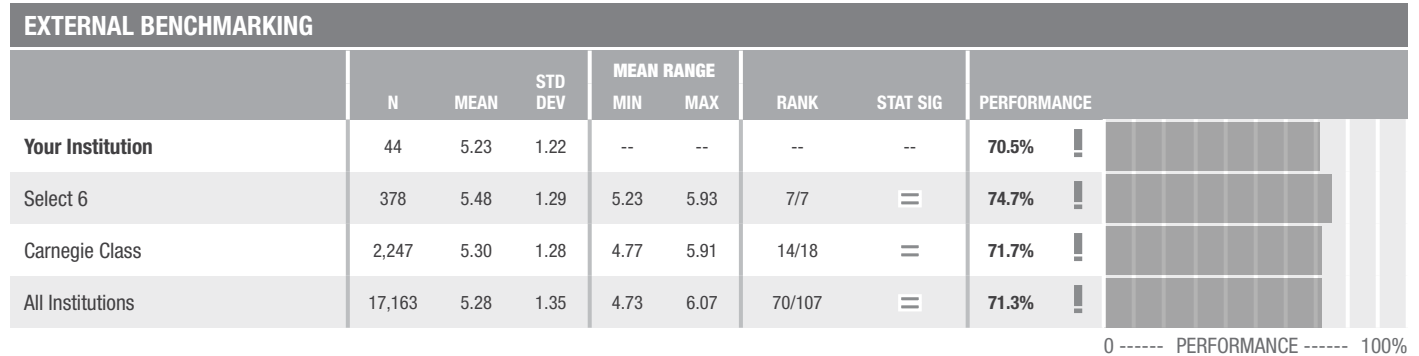 EXTERNAL BENCHMARKING
N MEAN STD DEV MEAN RANGE MIN MAX RANK STAT SIG PERFORMANCE
Your Institution 44 5.23 1.22 -- -- -- -- 70.5% !
Select 6 378 5.48 1.29 5.23 5.93 7/7 = 74.7% !
Carnegie Class 2,247 5.30 1.28 4.77 5.91 14/18 = 71.7% !
All Institutions 17,163 5.28 1.35 4.73 6.07 70/107 = 71.3% !
0 ------ PERFORMANCE ------ 100%